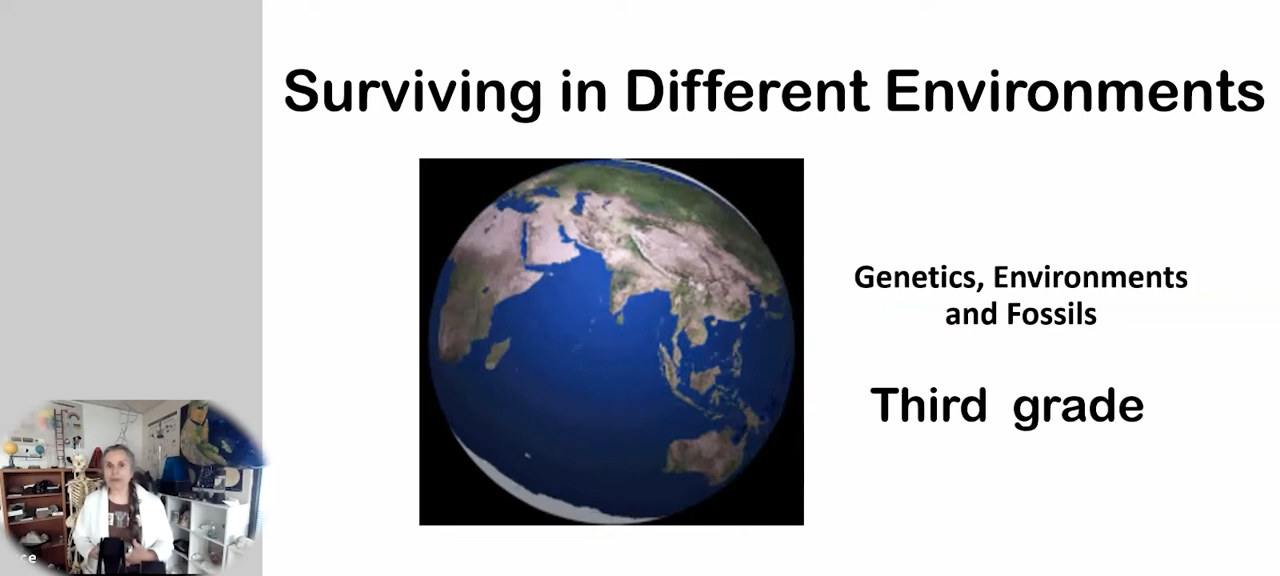 Surviving in Different Environments
Genetics, Environments
and Fossils
Third grade